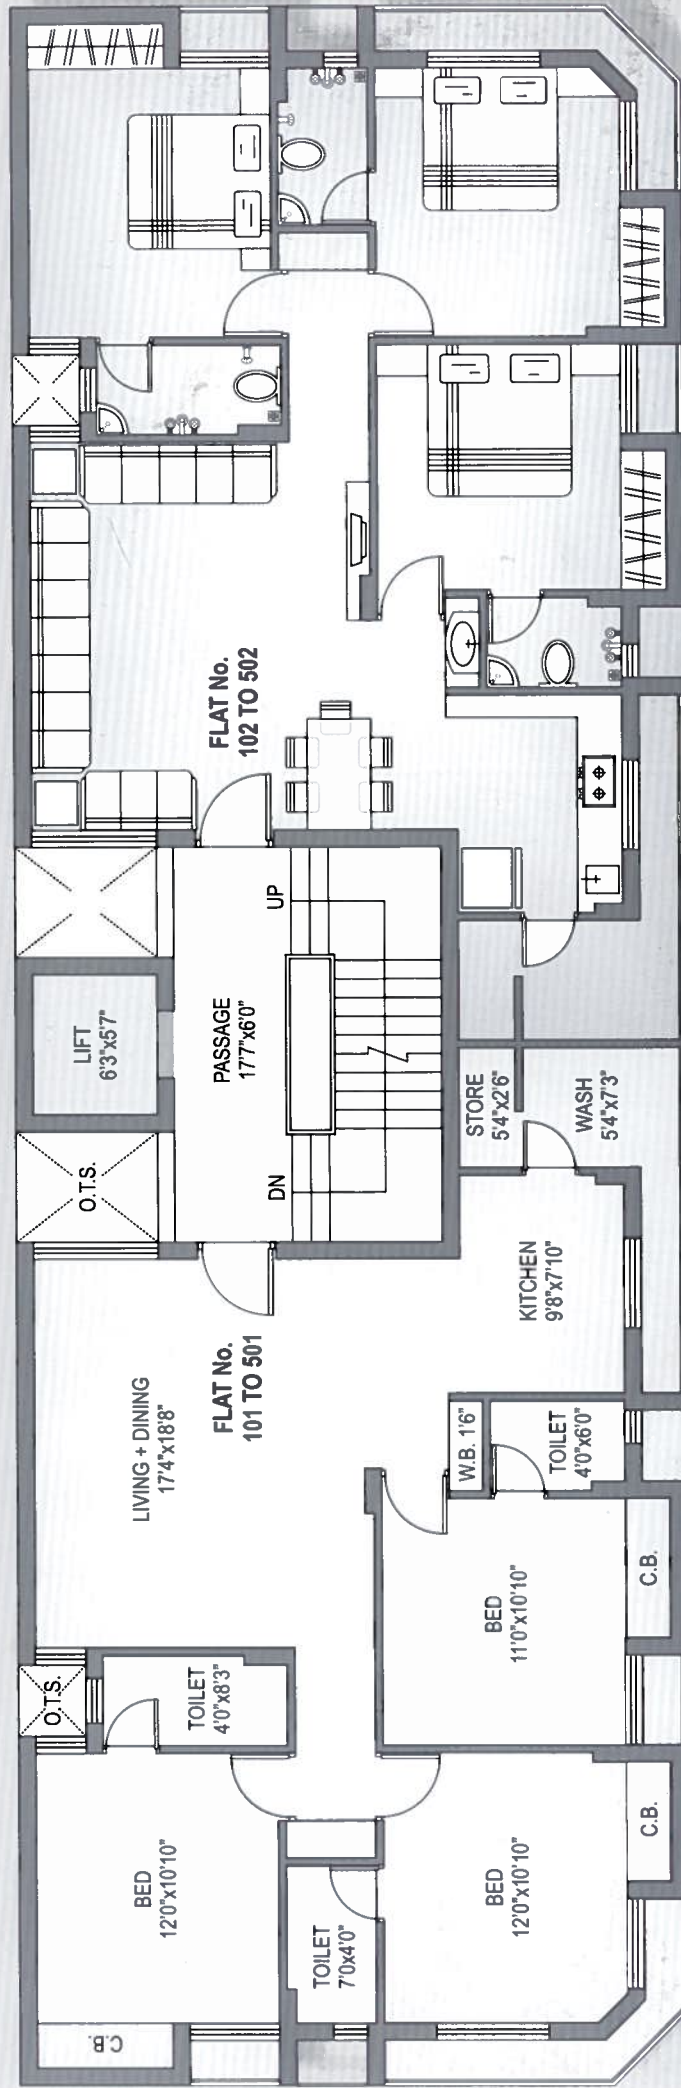 C.B.
BED
12'0"x10'10"
O.T.S.
TOILET
4'0"x8'3"
LIVING + DINING
17'4"x18'8"
FLAT No.
101 TO 501
TOILET
7'0x4'0"
BED
12'0"x10'10"
C.B.
BED
11'0"x10'10"
C.B.
W.B. 1'6"
TOILET
4'0"x6'0"
KITCHEN
9'8"x7'10"
O.T.S.
LIFT
6'3"x5'7"
PASSAGE
17'7"x6'0"
DN
UP
STORE
5'4"x2'6"
WASH
5'4"x7'3"
FLAT No.
102 TO 502